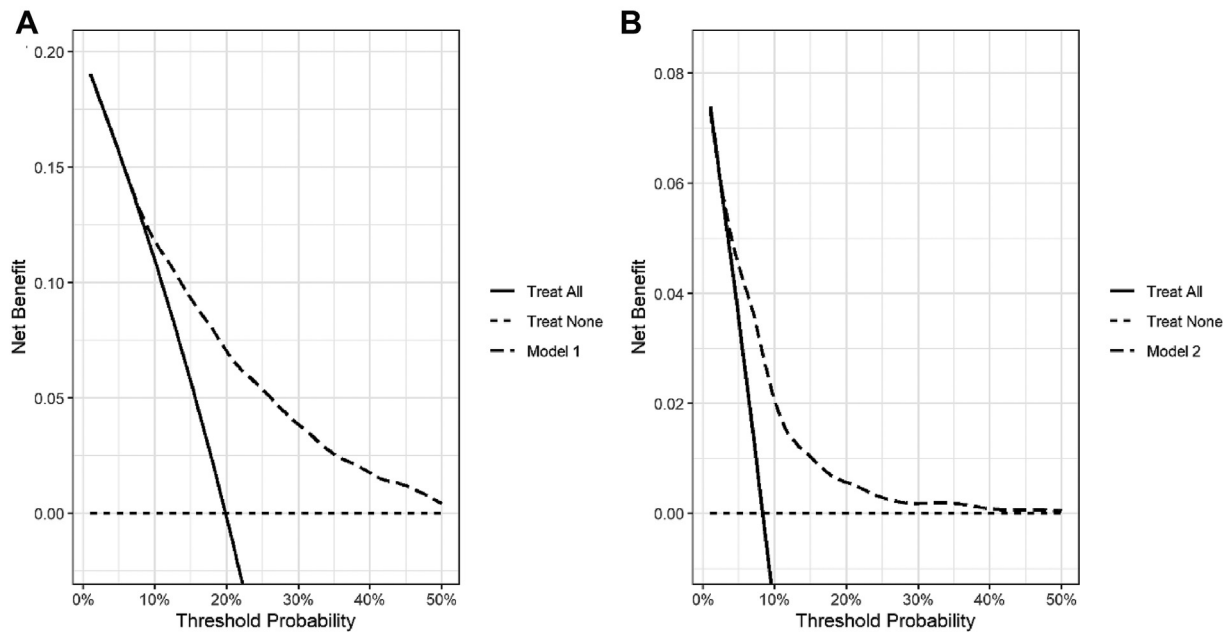 A
0.20
0.15
0.10
0.05
0.00
Net Benefit
0%
10%
20%
30%
40%
50%
Threshold Probability
Treat All
Treat None
Model 1
B
0.08
0.06
0.04
0.02
0.00
Net Benefit
0%
10%
20%
30%
40%
50%
Threshold Probability
Treat All
Treat None
Model 2